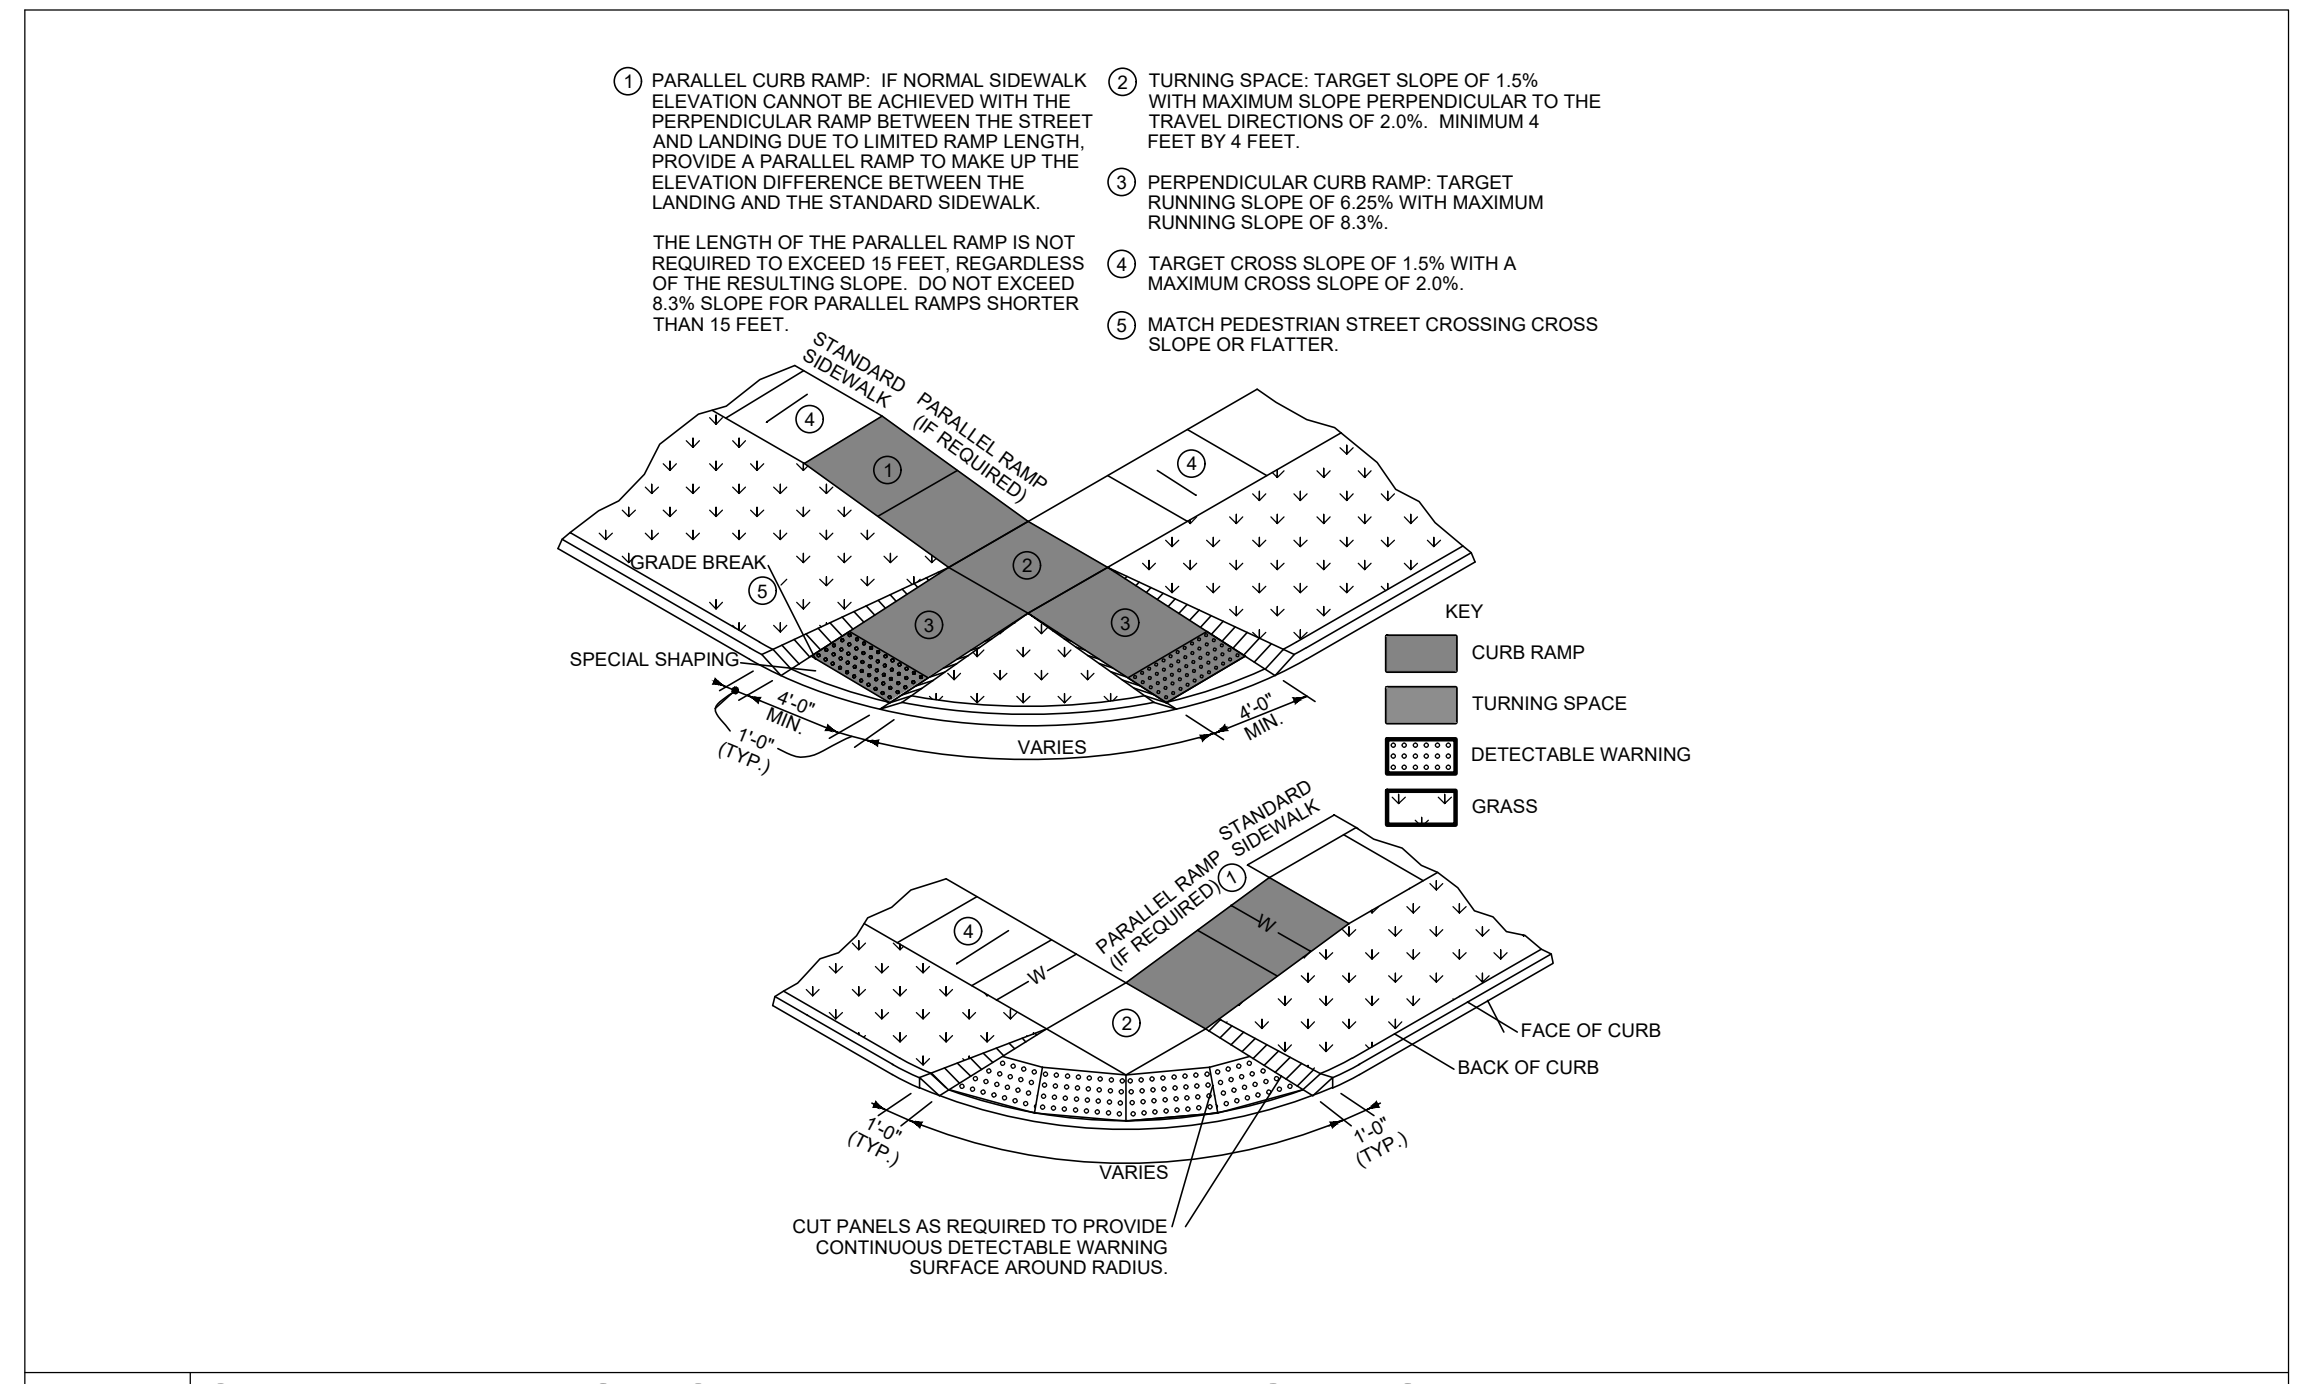 1 PARALLEL CURB RAMP: IF NORMAL SIDEWALK
ELEVATION CANNOT BE ACHIEVED WITH THE
PERPENDICULAR RAMP BETWEEN THE STREET
AND LANDING DUE TO LIMITED RAMP LENGTH,
PROVIDE A PARALLEL RAMP TO MAKE UP THE
ELEVATION DIFFERENCE BETWEEN THE
LANDING AND THE STANDARD SIDEWALK.
THE LENGTH OF THE PARALLEL RAMP IS NOT
REQUIRED TO EXCEED 15 FEET, REGARDLESS
OF THE RESULTING SLOPE. DO NOT EXCEED
8.3% SLOPE FOR PARALLEL RAMPS SHORTER
THAN 15 FEET.
2 TURNING SPACE: TARGET SLOPE OF 1.5%
WITH MAXIMUM SLOPE PERPENDICULAR TO THE
TRAVEL DIRECTIONS OF 2.0%. MINIMUM 4
FEET BY 4 FEET.
3 PERPENDICULAR CURB RAMP: TARGET
RUNNING SLOPE OF 6.25% WITH MAXIMUM
RUNNING SLOPE OF 8.3%.
4 TARGET CROSS SLOPE OF 1.5% WITH A
MAXIMUM CROSS SLOPE OF 2.0%.
5 MATCH PEDESTRIAN STREET CROSSING CROSS
SLOPE OR FLATTER.
STANDARD
SIDEWALK
PARALLEL RAMP
(IF REQUIRED)
4
1
4
2
GRADE BREAK
5
3
3
SPECIAL SHAPING
4'-0"
MIN.
1'-0"
(TYP.)
VARIES
4'-0"
MIN.
KEY
CURB RAMP
TURNING SPACE
DETECTABLE WARNING
GRASS
STANDARD
SIDEWALK
PARALLEL RAMP
(IF REQUIRED)
1
W
4
W
2
FACE OF CURB
BACK OF CURB
1'-0"
(TYP.)
VARIES
1'-0"
(TYP.)
CUT PANELS AS REQUIRED TO PROVIDE
CONTINUOUS DETECTABLE WARNING
SURFACE AROUND RADIUS.